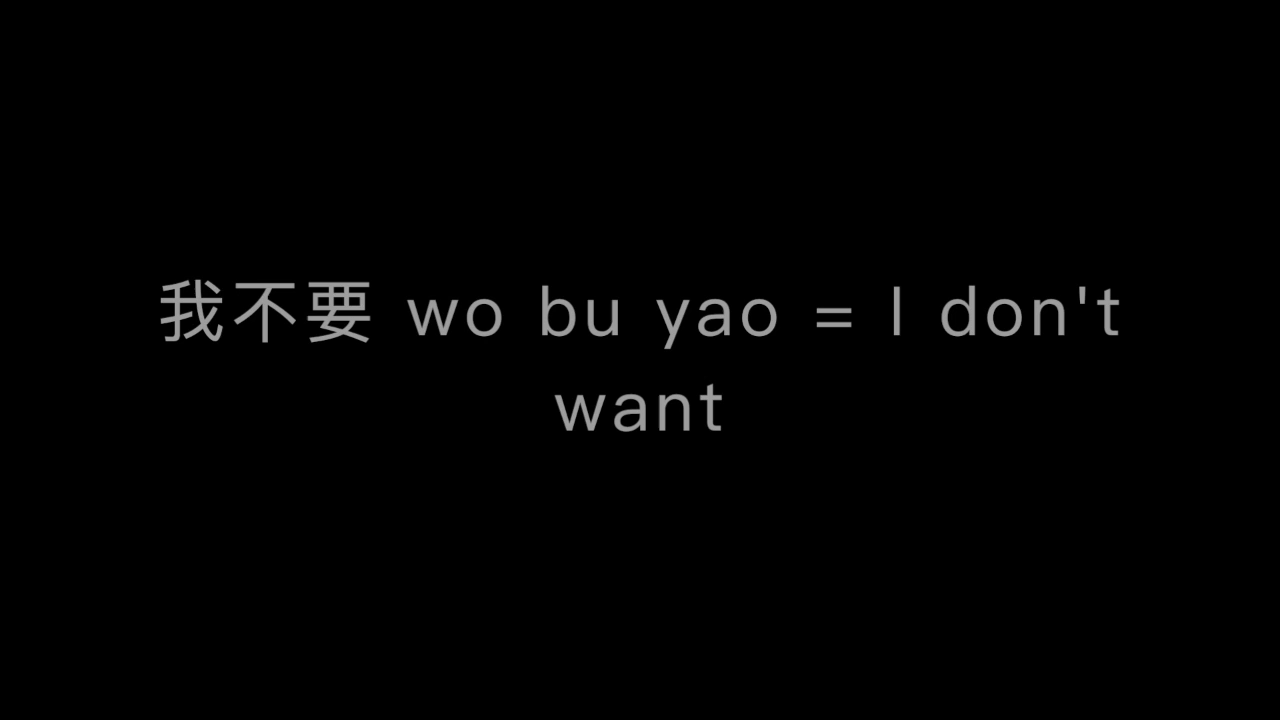 我不要 wo bu yao = I don't
want